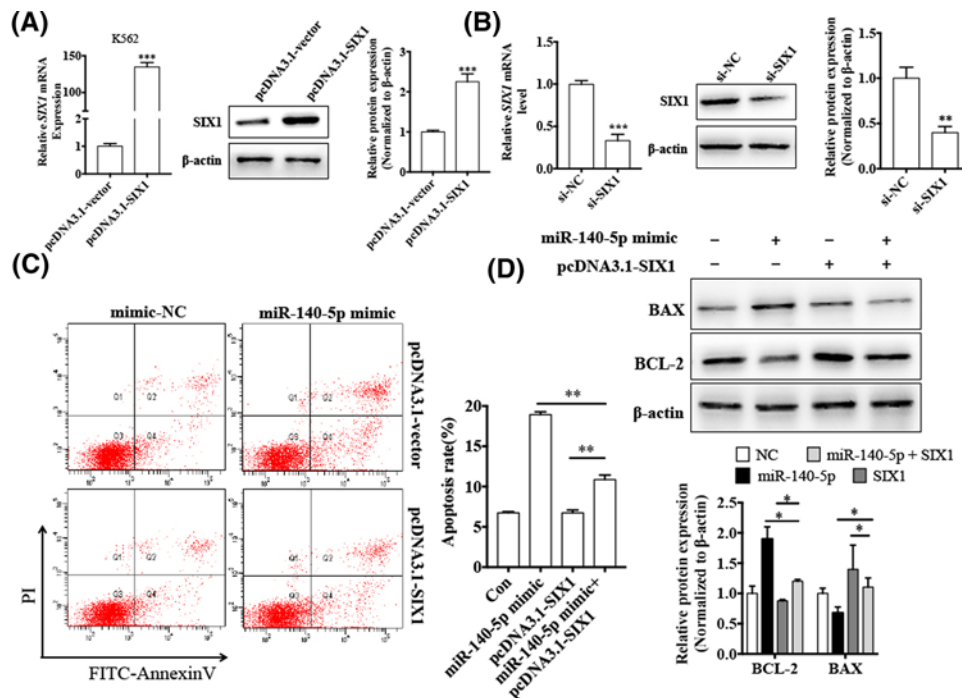 (A)
K562
Relative SIX1 mRNA
Expression
150
100
50
2
1
0
***
pcDNA3.1-vector
pcDNA3.1-SIX1
pcDNA3.1-vector
pcDNA3.1-SIX1
SIX1
β-actin
Relative protein expression
(Normalized to β-actin)
3
2
1
0
***
pcDNA3.1-vector
pcDNA3.1-SIX1
(B)
Relative SIX1 mRNA
level
1.5
1.0
0.5
0.0
***
si-NC
si-SIX1
si-NC
si-SIX1
SIX1
β-actin
Relative protein expression
(Normalized to β-actin)
1.5
1.0
0.5
0.0
**
si-NC
si-SIX1
(C)
mimic-NC
miR-140-5p mimic
pcDNA3.1-vector
pcDNA3.1-SIX1
Q1
Q2
Q3
Q4
PI
FITC-AnnexinV
Apoptosis rate(%)
20
15
10
5
0
**
**
Con
miR-140-5p mimic
pcDNA3.1-SIX1
miR-140-5p mimic+
pcDNA3.1-SIX1
(D)
miR-140-5p mimic - + - +
pcDNA3.1-SIX1 - - + +
BAX
BCL-2
β-actin
NC
miR-140-5p + SIX1
miR-140-5p
SIX1
Relative protein expression
(Normalized to β-actin)
2.5
2.0
1.5
1.0
0.5
0.0
*
*
*
*
BCL-2
BAX